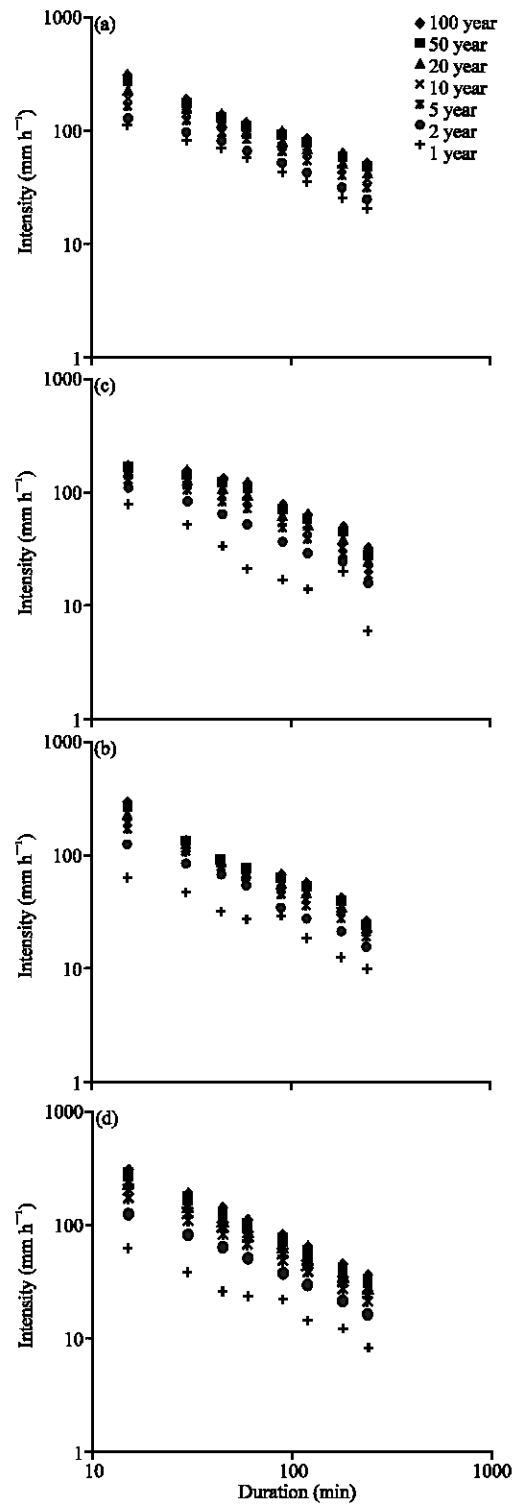 (a)
1000
100
10
1
Intensity (mm h⁻¹)
100 year
50 year
20 year
10 year
5 year
2 year
1 year
(c)
1000
100
10
1
Intensity (mm h⁻¹)
(b)
1000
100
10
1
Intensity (mm h⁻¹)
(d)
1000
100
10
1
Intensity (mm h⁻¹)
10 100 1000
Duration (min)